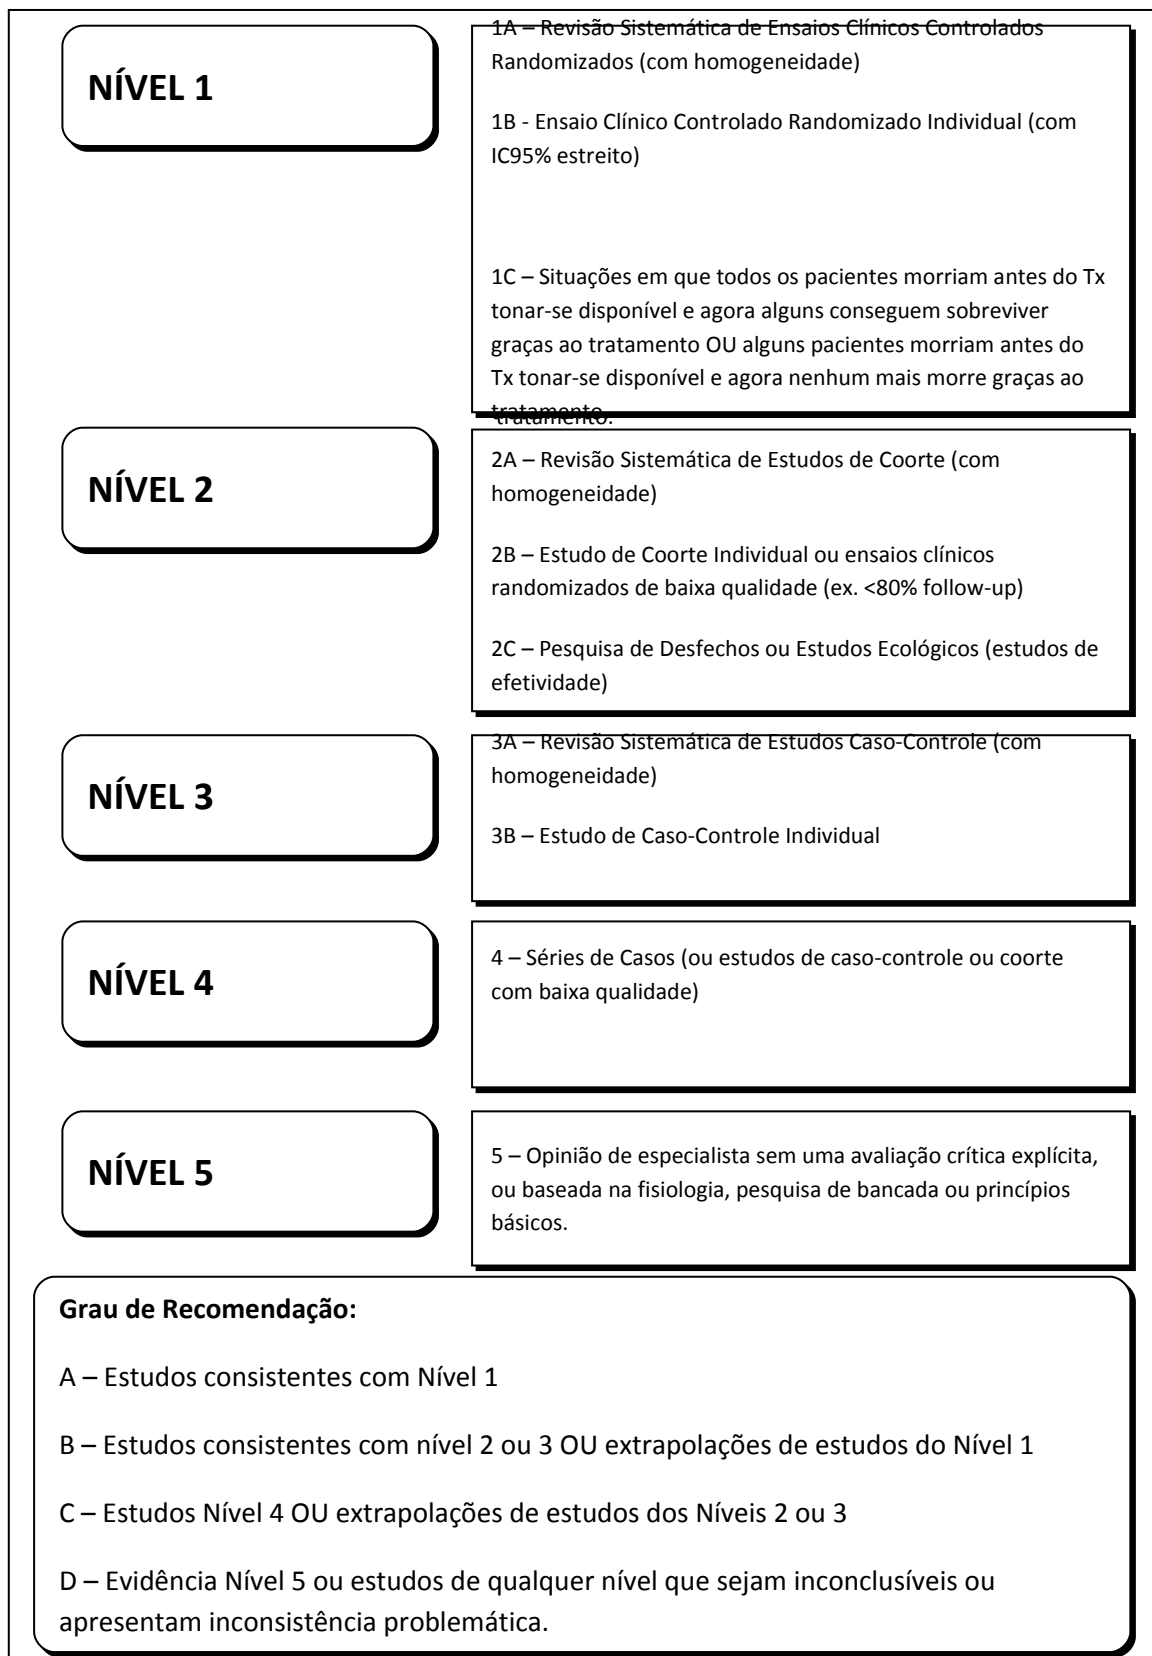 NÍVEL 1
1A – Revisão Sistemática de Ensaios Clínicos Controlados
Randomizados (com homogeneidade)
1B - Ensaio Clínico Controlado Randomizado Individual (com
IC95% estreito)
1C – Situações em que todos os pacientes morriam antes do Tx
tonar-se disponível e agora alguns conseguem sobreviver
graças ao tratamento OU alguns pacientes morriam antes do
Tx tonar-se disponível e agora nenhum mais morre graças ao
tratamento.
NÍVEL 2
2A – Revisão Sistemática de Estudos de Coorte (com
homogeneidade)
2B – Estudo de Coorte Individual ou ensaios clínicos
randomizados de baixa qualidade (ex. <80% follow-up)
2C – Pesquisa de Desfechos ou Estudos Ecológicos (estudos de
efetividade)
NÍVEL 3
3A – Revisão Sistemática de Estudos Caso-Controle (com
homogeneidade)
3B – Estudo de Caso-Controle Individual
NÍVEL 4
4 – Séries de Casos (ou estudos de caso-controle ou coorte
com baixa qualidade)
NÍVEL 5
5 – Opinião de especialista sem uma avaliação crítica explícita,
ou baseada na fisiologia, pesquisa de bancada ou princípios
básicos.
Grau de Recomendação:
A – Estudos consistentes com Nível 1
B – Estudos consistentes com nível 2 ou 3 OU extrapolações de estudos do Nível 1
C – Estudos Nível 4 OU extrapolações de estudos dos Níveis 2 ou 3
D – Evidência Nível 5 ou estudos de qualquer nível que sejam inconclusíveis ou
apresentam inconsistência problemática.